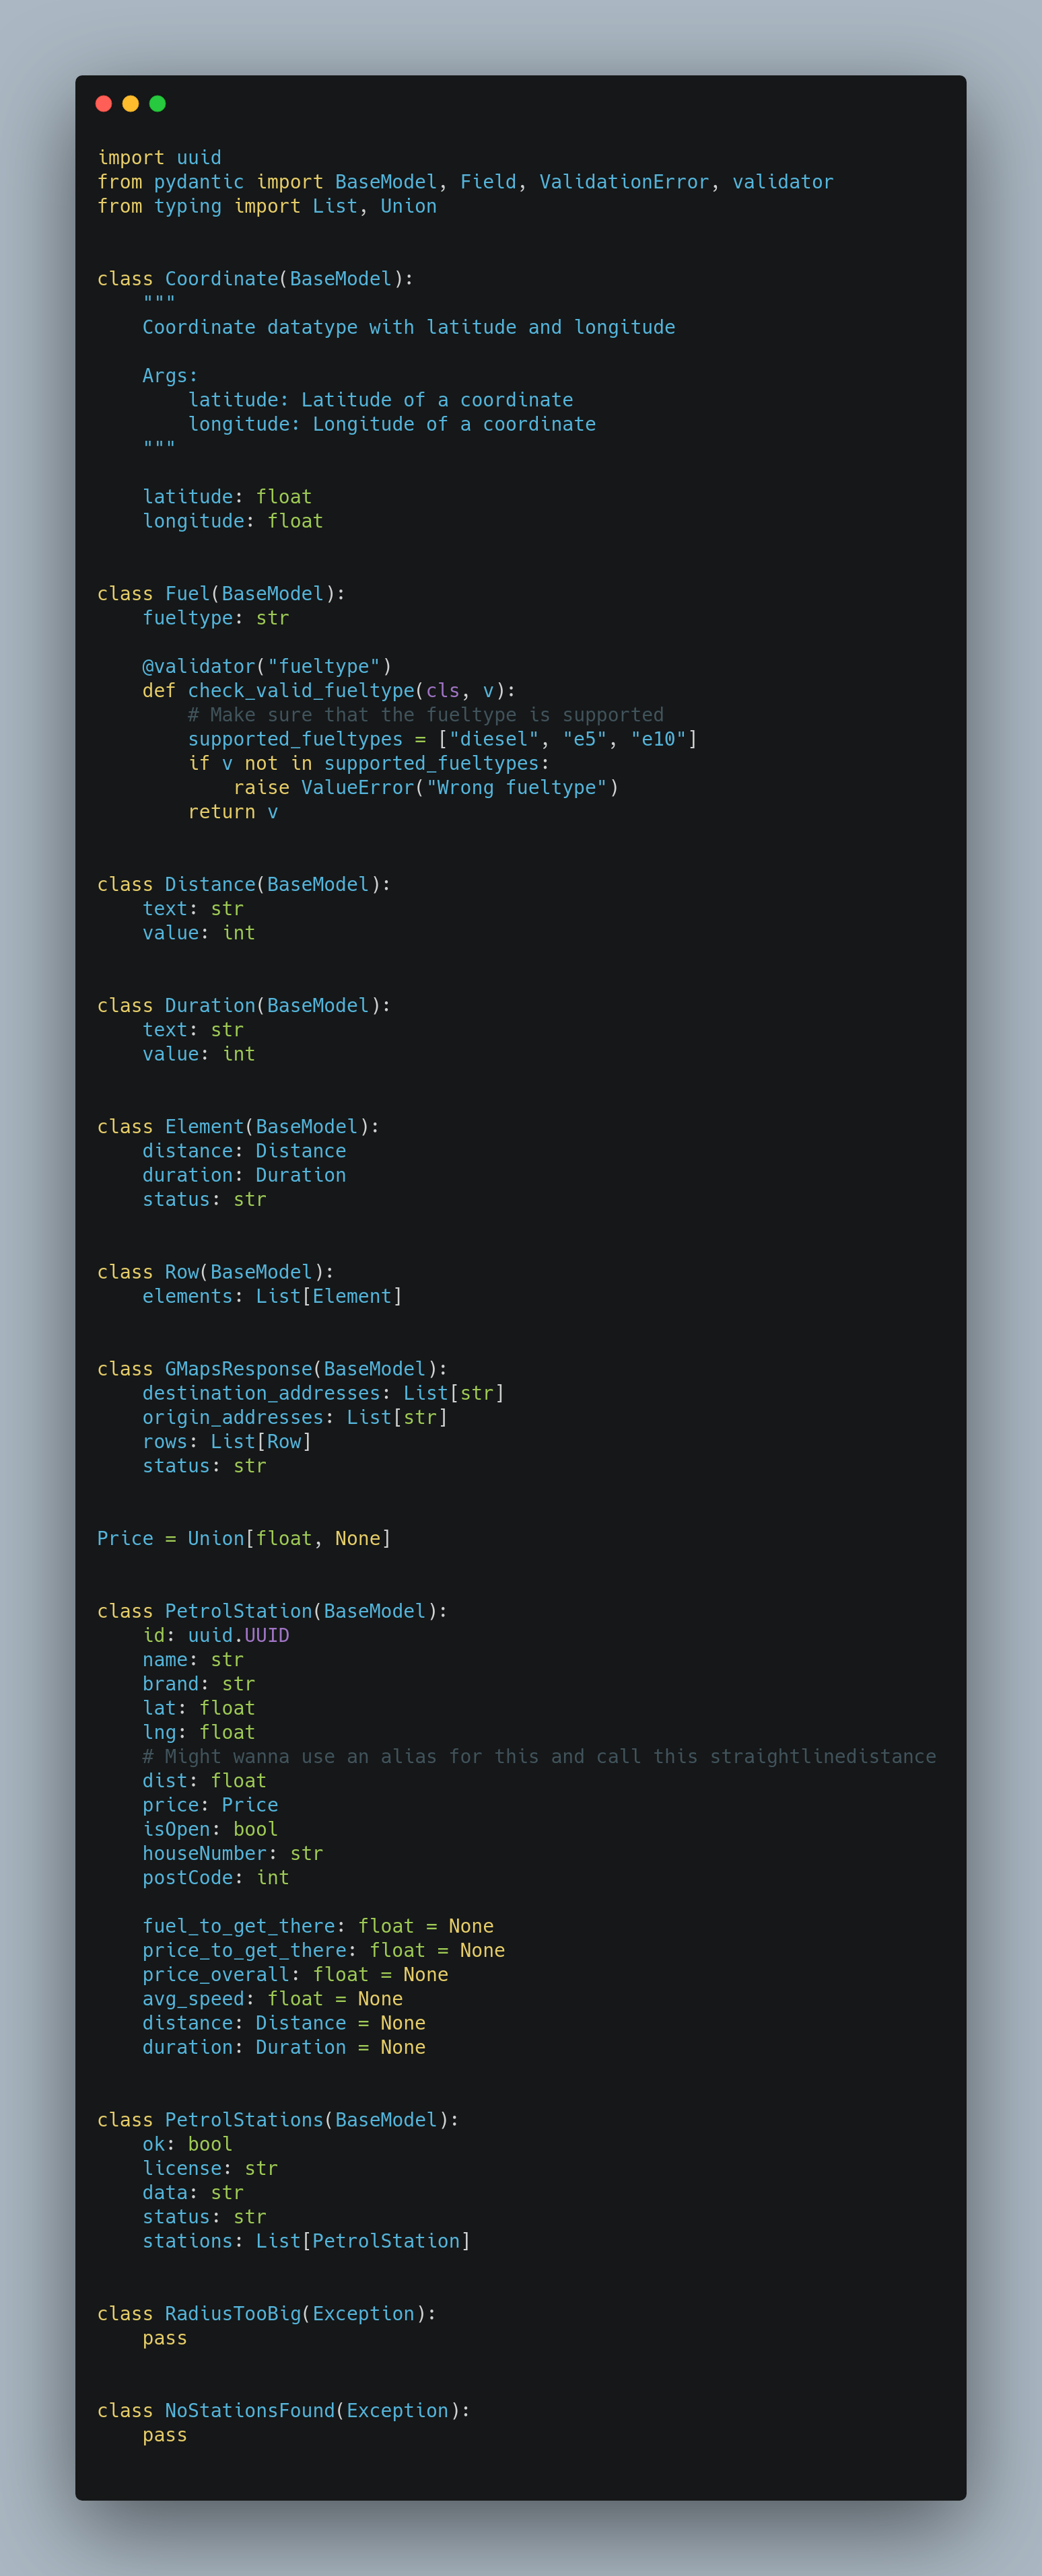 import uuid
from pydantic import BaseModel, Field, ValidationError, validator
from typing import List, Union


class Coordinate(BaseModel):
    """
    Coordinate datatype with latitude and longitude

    Args:
        latitude: Latitude of a coordinate
        longitude: Longitude of a coordinate
    """

    latitude: float
    longitude: float


class Fuel(BaseModel):
    fueltype: str

    @validator("fueltype")
    def check_valid_fueltype(cls, v):
        # Make sure that the fueltype is supported
        supported_fueltypes = ["diesel", "e5", "e10"]
        if v not in supported_fueltypes:
            raise ValueError("Wrong fueltype")
        return v


class Distance(BaseModel):
    text: str
    value: int


class Duration(BaseModel):
    text: str
    value: int


class Element(BaseModel):
    distance: Distance
    duration: Duration
    status: str


class Row(BaseModel):
    elements: List[Element]


class GMapsResponse(BaseModel):
    destination_addresses: List[str]
    origin_addresses: List[str]
    rows: List[Row]
    status: str


Price = Union[float, None]


class PetrolStation(BaseModel):
    id: uuid.UUID
    name: str
    brand: str
    lat: float
    lng: float
    # Might wanna use an alias for this and call this straightlinedistance
    dist: float
    price: Price
    isOpen: bool
    houseNumber: str
    postCode: int

    fuel_to_get_there: float = None
    price_to_get_there: float = None
    price_overall: float = None
    avg_speed: float = None
    distance: Distance = None
    duration: Duration = None


class PetrolStations(BaseModel):
    ok: bool
    license: str
    data: str
    status: str
    stations: List[PetrolStation]


class RadiusTooBig(Exception):
    pass


class NoStationsFound(Exception):
    pass